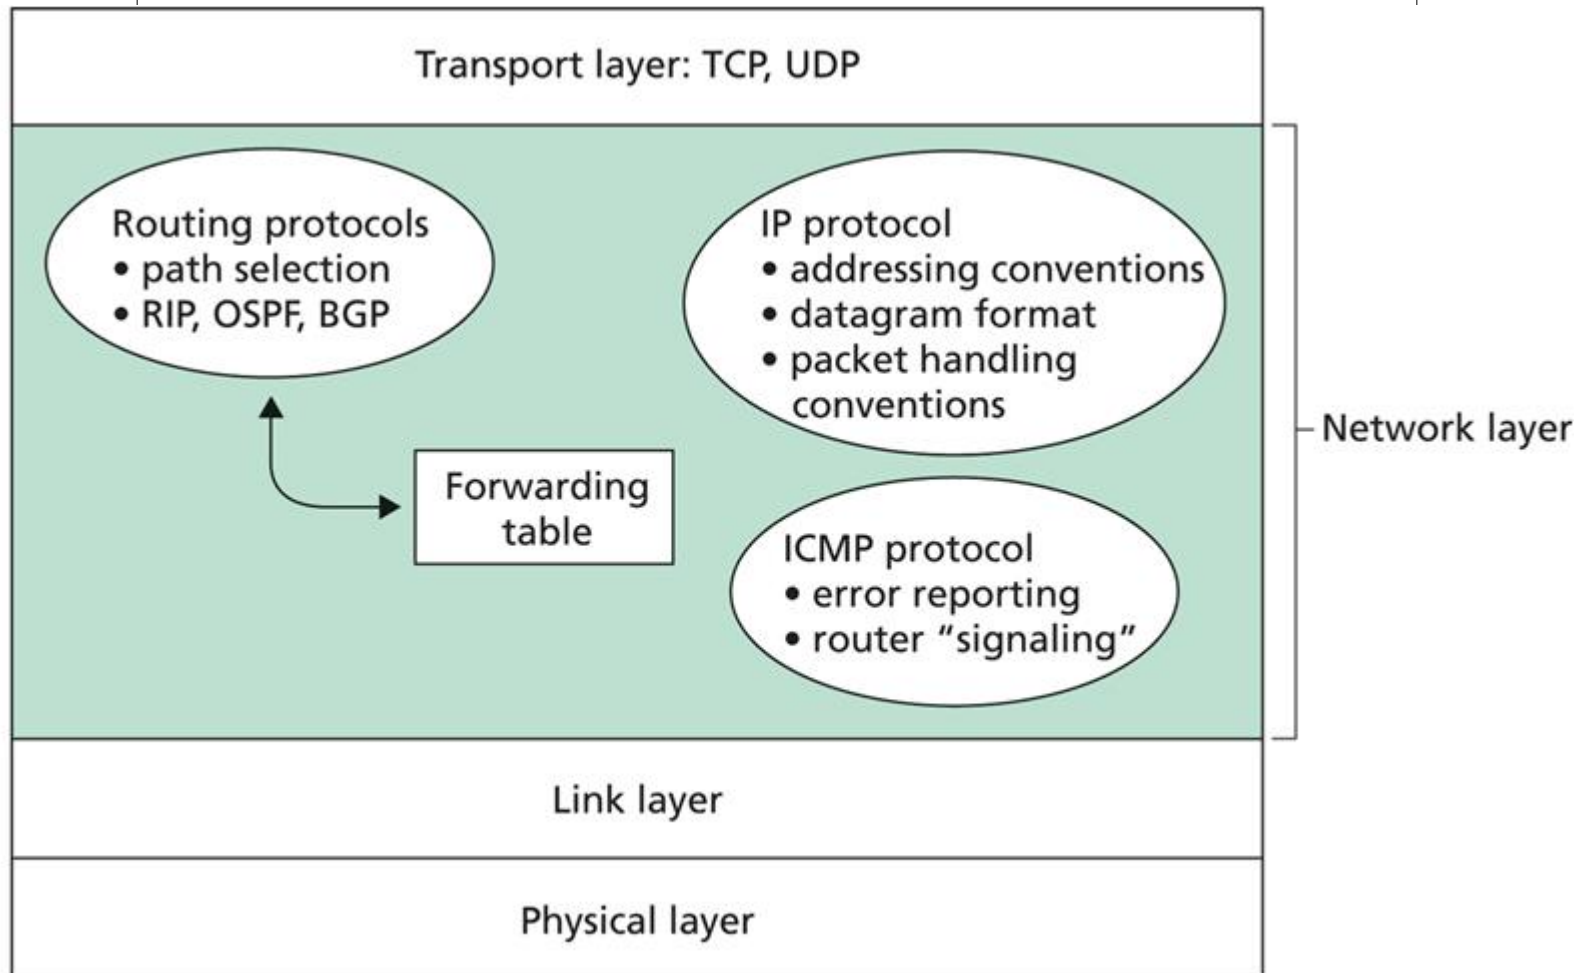 Transport layer: TCP, UDP
Routing protocols
• path selection
• RIP, OSPF, BGP
IP protocol
• addressing conventions
• datagram format
• packet handling
conventions
Network layer
Forwarding
table
ICMP protocol
• error reporting
• router “signaling”
Link layer
Physical layer